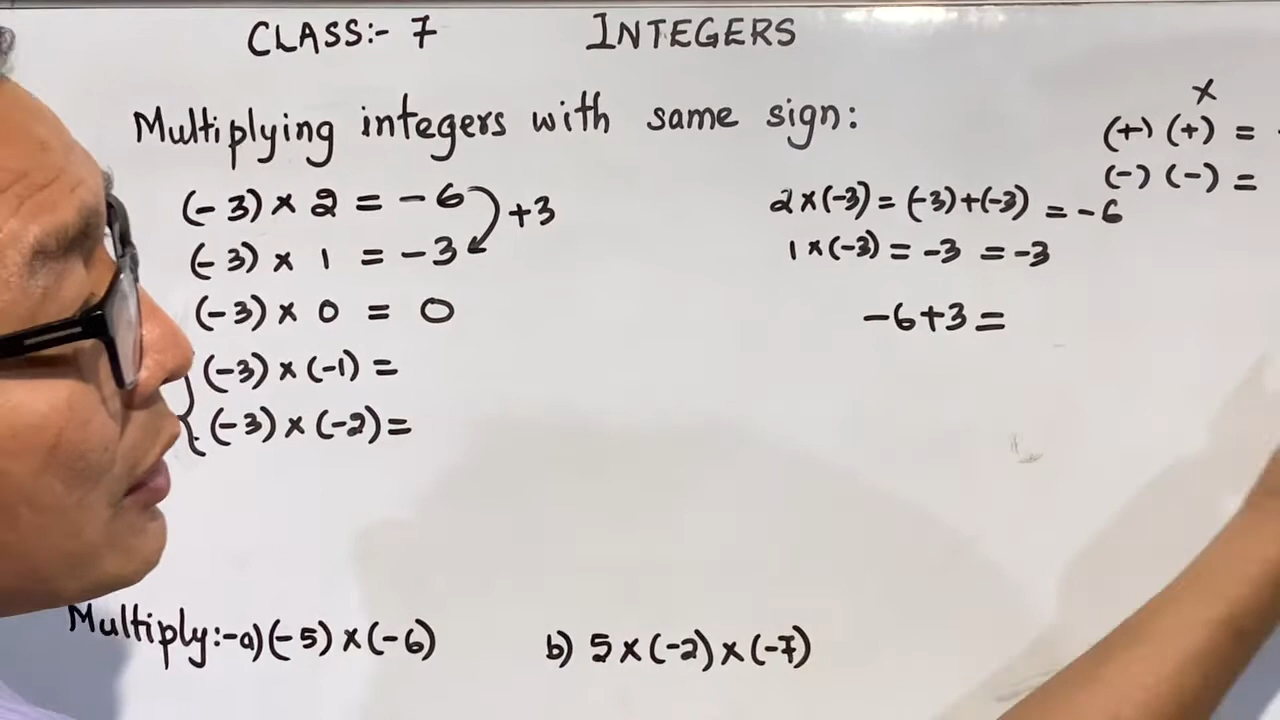 CLASS:- 7 INTEGERS
Multiplying integers with same sign:
(-3) × 2 = -6
+3
(-3) × 1 = -3
(-3) × 0 = 0
(-3) × (-1) =
(-3) × (-2) =
2 × (-3) = (-3) + (-3) = -6
1 × (-3) = -3 = -3
-6+3 =
×
(+) (+) =
(-) (-) =
Multiply:- a) (-5) × (-6) b) 5 × (-2) × (-7)